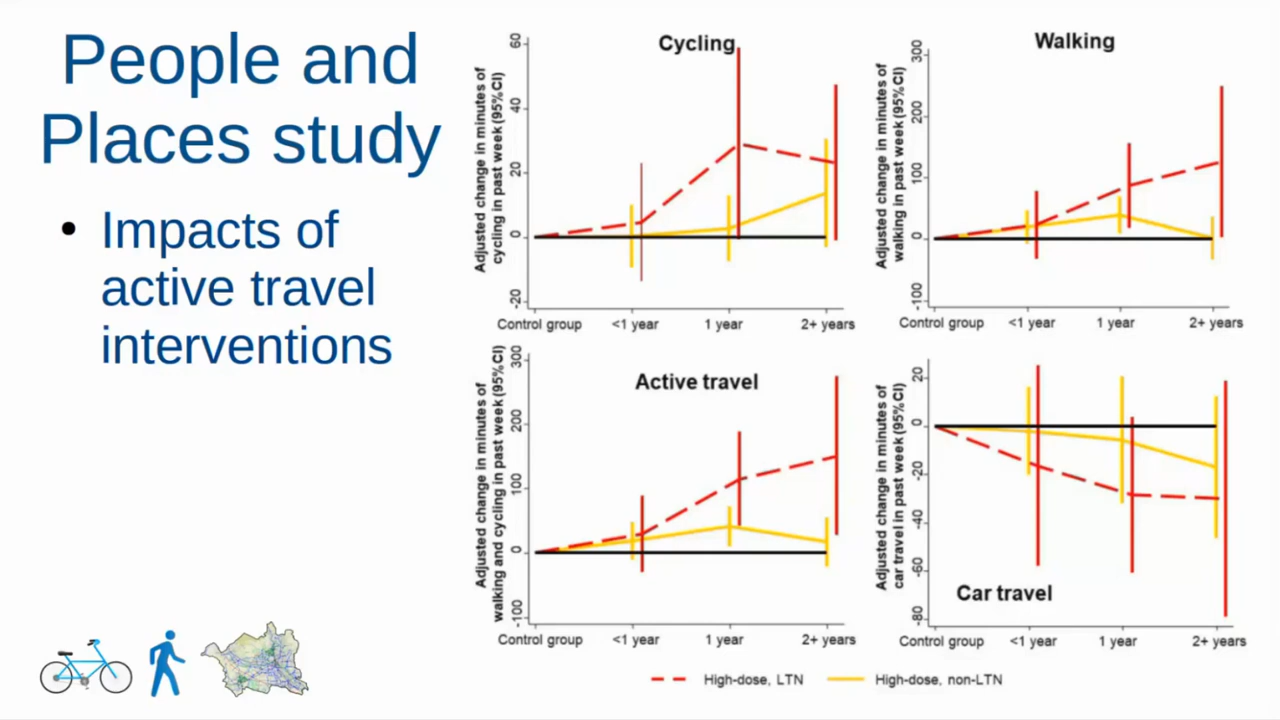 People and
Places study
• Impacts of
active travel
interventions
Cycling
Adjusted change in minutes of
cycling in past week (95%CI)
60
40
20
0
-20
Control group <1 year 1 year 2+ years
Walking
Adjusted change in minutes of
walking in past week (95%CI)
300
200
100
0
-100
Control group <1 year 1 year 2+ years
Active travel
Adjusted change in minutes of
walking and cycling in past week (95%CI)
300
200
100
0
-100
Control group <1 year 1 year 2+ years
Car travel
Adjusted change in minutes of
car travel in past week (95%CI)
20
0
-20
-40
-60
-80
Control group <1 year 1 year 2+ years
High-dose, LTN High-dose, non-LTN